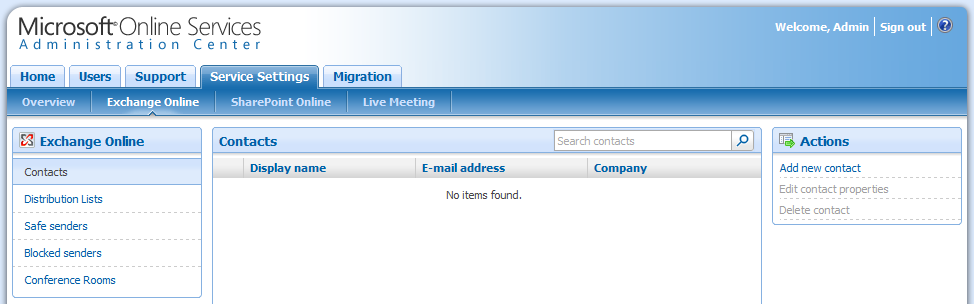 Microsoft® Online Services
Administration Center
Welcome, Admin Sign out ?
Home Users Support Service Settings Migration
Overview Exchange Online SharePoint Online Live Meeting
Exchange Online
Contacts
Distribution Lists
Safe senders
Blocked senders
Conference Rooms
Contacts Search contacts
Display name E-mail address Company
No items found.
Actions
Add new contact
Edit contact properties
Delete contact